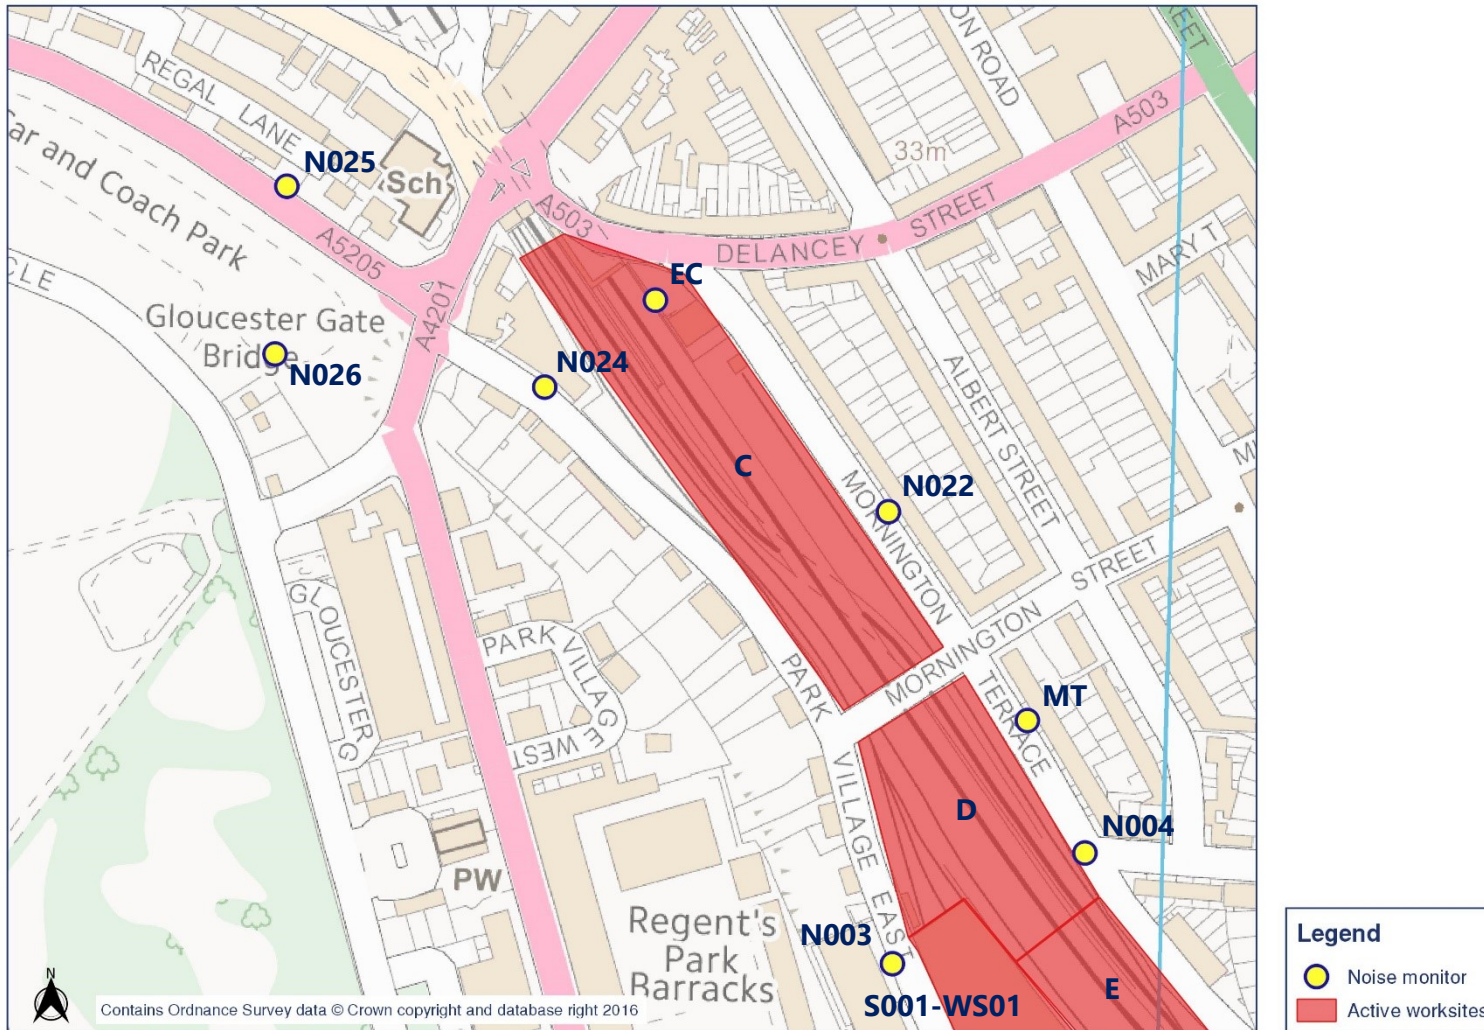 REGAL LANE
ar and Coach Park
N025
Sch
A5205
A503
A503
33m
ON ROAD
REET
DELANCEY STREET
MARY T
CLE
Gloucester Gate
Bridge
N026
A4201
EC
N024
C
N022
ALBERT STREET
MORNINGTON
MORNINGTON STREET
TERRACE
GLOUCESTER G
PARK VILLAGE WEST
PARK VILLAGE EAST
MT
D
N004
PW
Regent's
Park
Barracks
N003
S001-WS01
E
N
Contains Ordnance Survey data © Crown copyright and database right 2016
Legend
Noise monitor
Active worksites